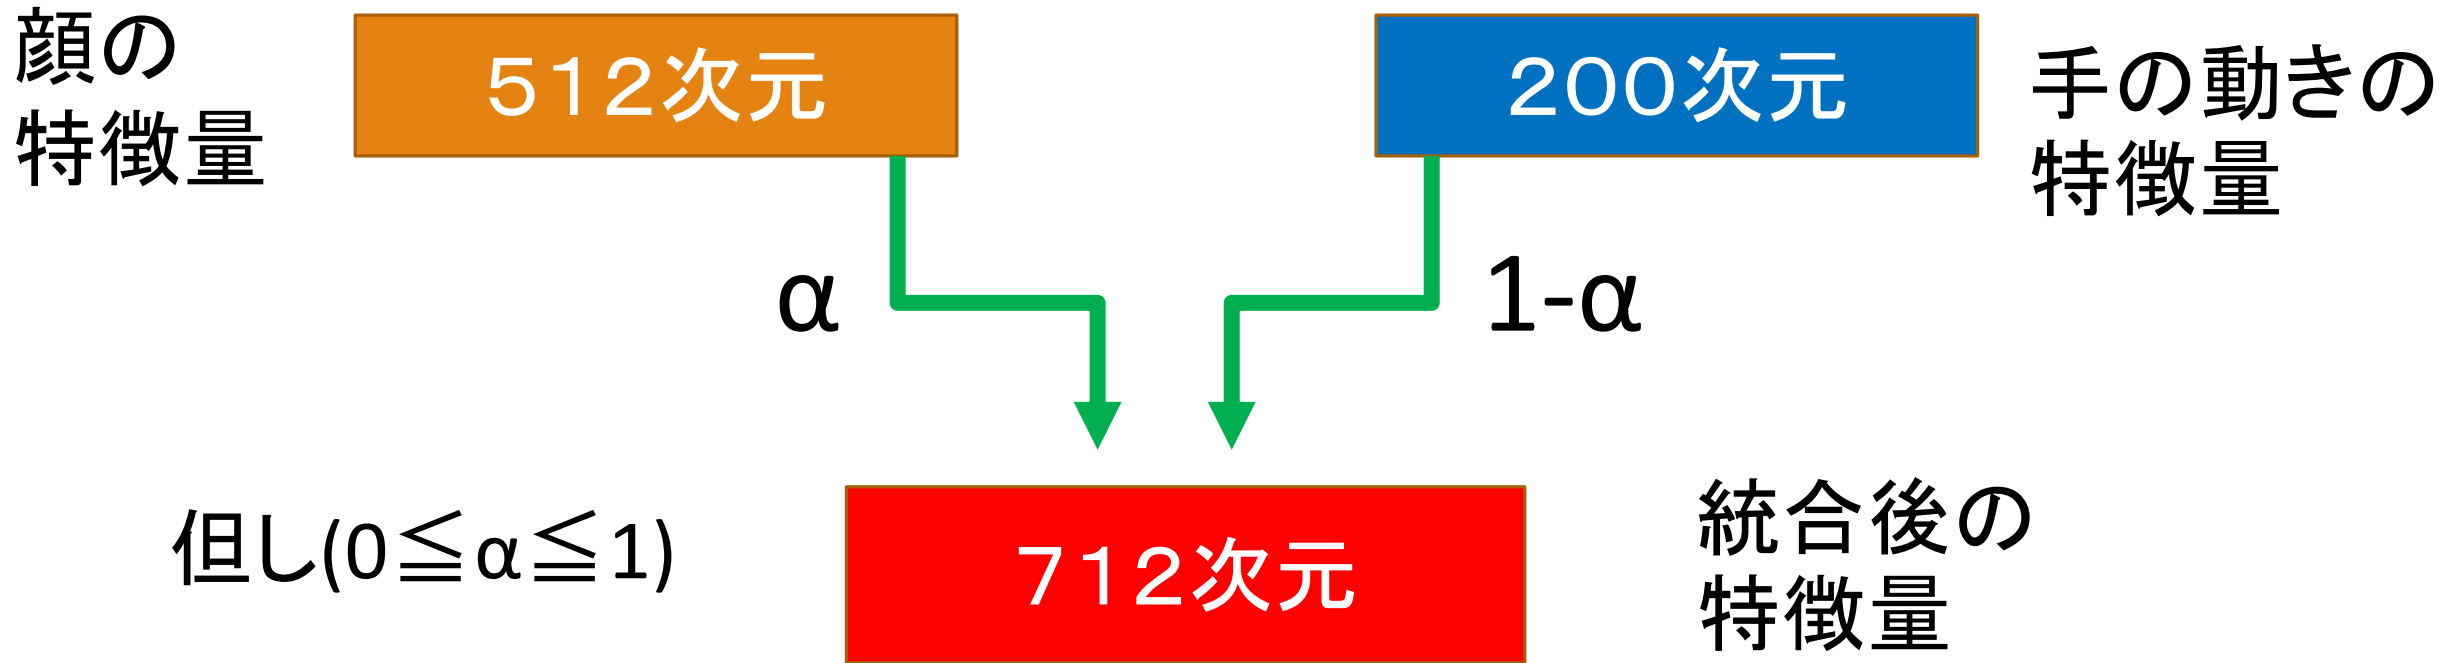 顔の
特徴量
512次元
200次元
手の動きの
特徴量
α
1-α
但し(0≦α≦1)
712次元
統合後の
特徴量